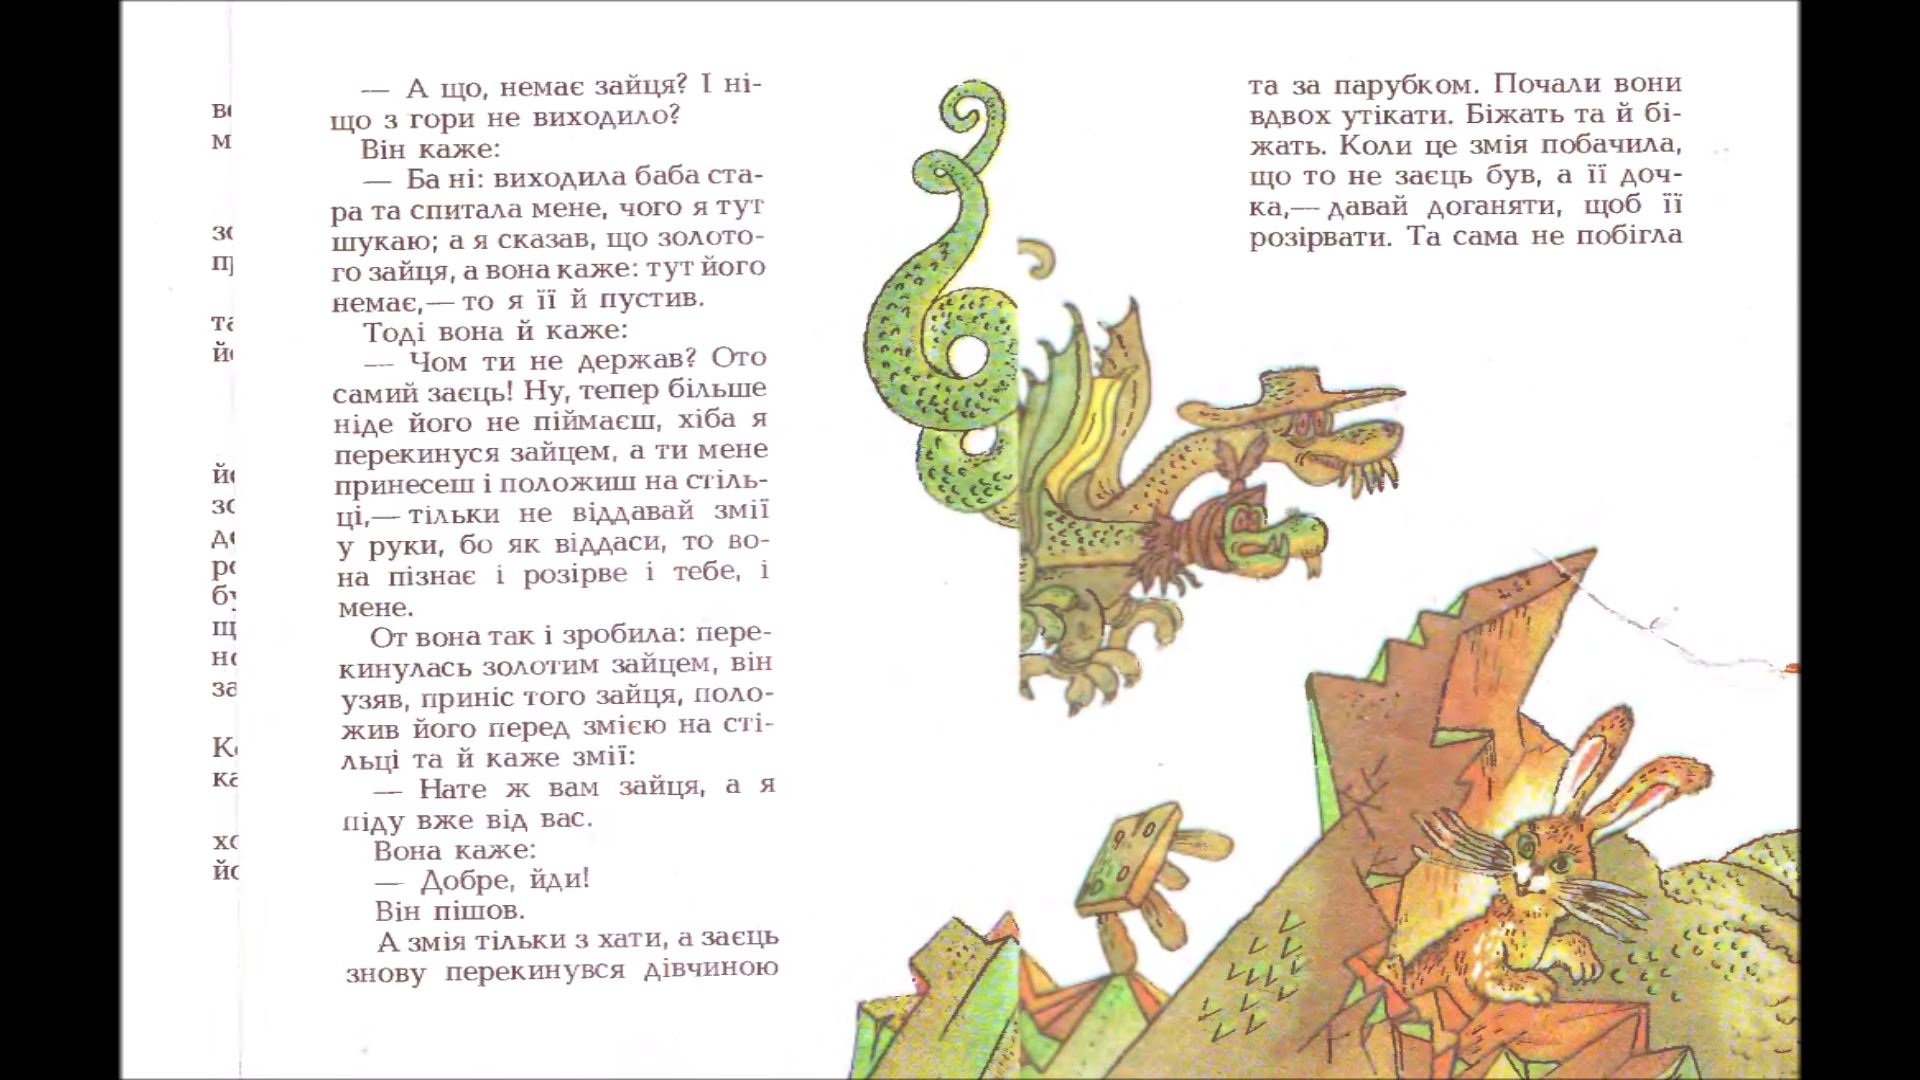 — А що, немає зайця? І ні-
що з гори не виходило?
Він каже:
— Ба ні: виходила баба ста-
ра та спитала мене, чого я тут
шукаю; а я сказав, що золото-
го зайця, а вона каже: тут його
немає,— то я її й пустив.
Тоді вона й каже:
— Чом ти не держав? Ото
самий заєць! Ну, тепер більше
ніде його не піймаєш, хіба я
перекинуся зайцем, а ти мене
принесеш і положиш на стіль-
ці,— тільки не віддавай змії
у руки, бо як віддаси, то во-
на пізнає і розірве і тебе, і
мене.
От вона так і зробила: пере-
кинулась золотим зайцем, він
узяв, приніс того зайця, поло-
жив його перед змією на сті-
льці та й каже змії:
— Нате ж вам зайця, а я
піду вже від вас.
Вона каже:
— Добре, йди!
Він пішов.
А змія тільки з хати, а заєць
знову перекинувся дівчиною
та за парубком. Почали вони
вдвох утікати. Біжать та й бі-
жать. Коли це змія побачила,
що то не заєць був, а її доч-
ка,— давай доганяти, щоб її
розірвати. Та сама не побігла